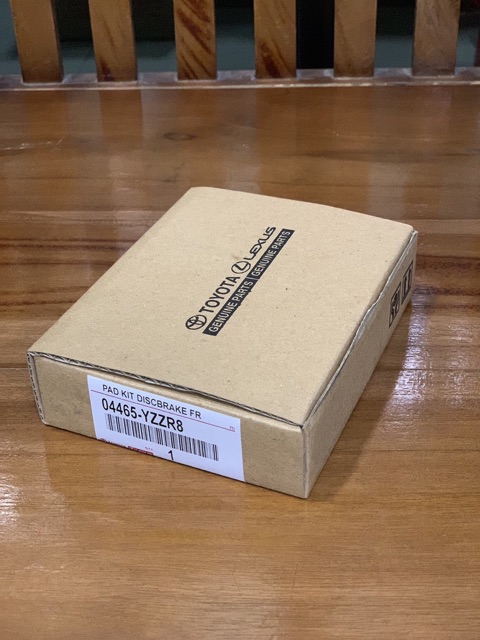 TOYOTA LEXUS
GENUINE PARTS GENUINE PARTS
PAD KIT DISCBRAKE FR
04465-YZZR8
1